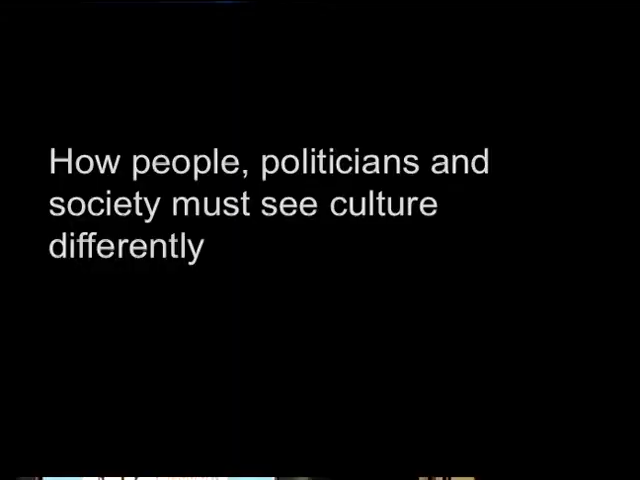 How people, politicians and
society must see culture
differently